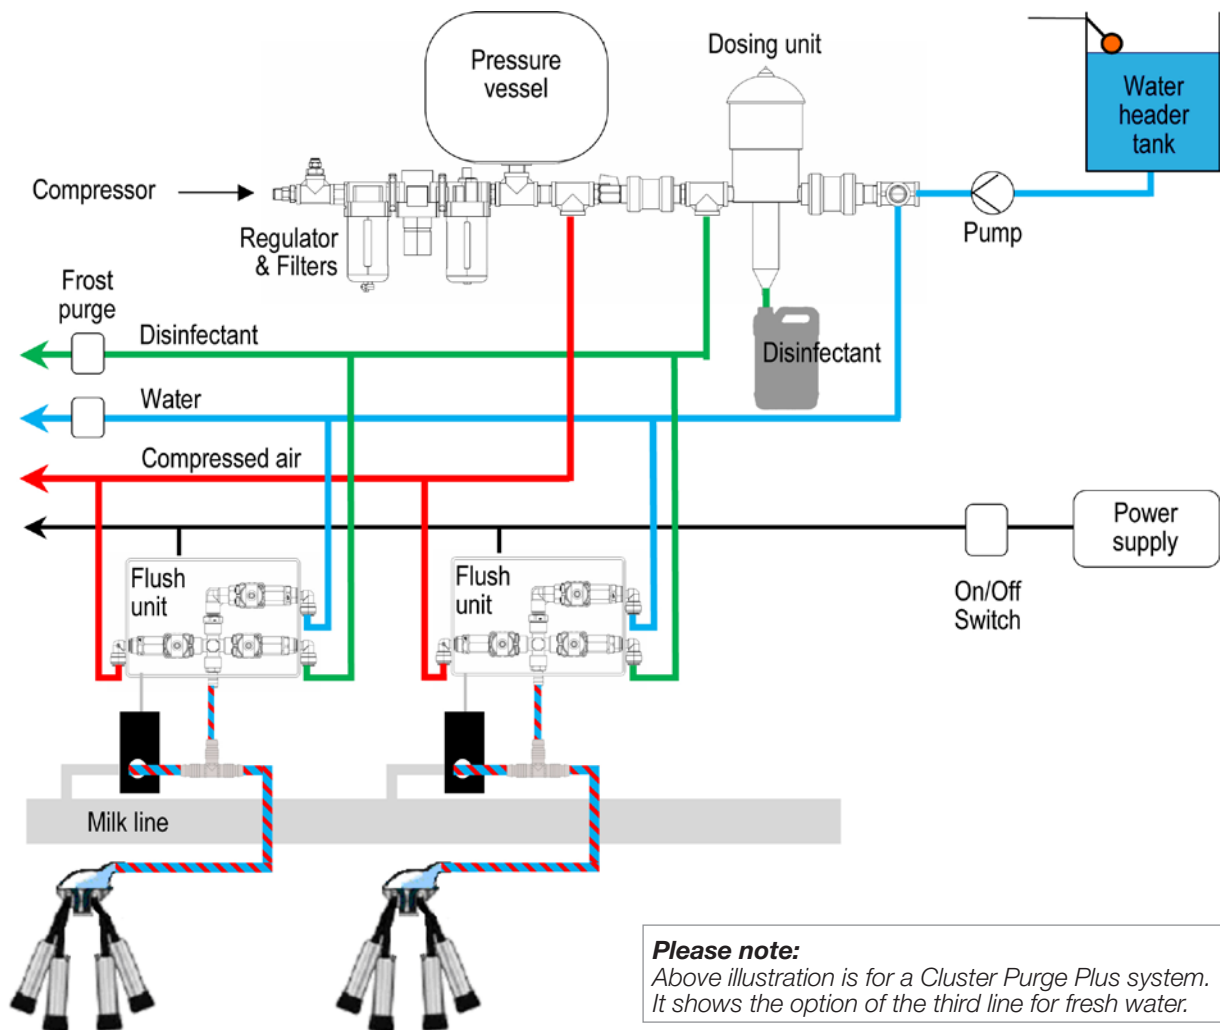 Pressure
vessel
Dosing unit
Water
header
tank
Compressor
Regulator
& Filters
Pump
Frost
purge
Disinfectant
Disinfectant
Water
Compressed air
Power
supply
On/Off
Switch
Flush
unit
Flush
unit
Milk line
Please note:
Above illustration is for a Cluster Purge Plus system.
It shows the option of the third line for fresh water.